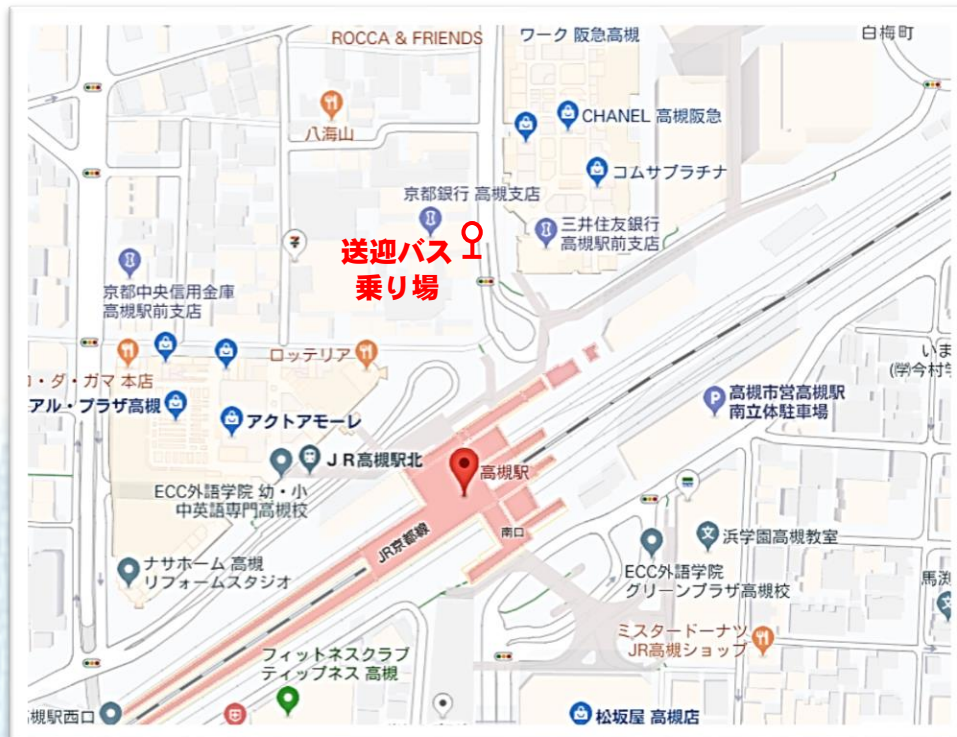 ROCCA & FRIENDS
ワーク 阪急高槻
白梅町
八海山
CHANEL 高槻阪急
コムサプラチナ
京都銀行 高槻支店
三井住友銀行
高槻駅前支店
送迎バス
乗り場
京都中央信用金庫
高槻駅前支店
ロッテリア
・ダ・ガマ 本店
アル・プラザ高槻
アクトアモーレ
いま
(学)今村学
高槻市営高槻駅
南立体駐車場
P
JR高槻駅北
高槻駅
ECC外語学院 幼・小
中英語専門高槻校
JR京都線
南口
文
浜学園高槻教室
ナサホーム 高槻
リフォームスタジオ
ECC外語学院
グリーンプラザ高槻校
馬渕
文
ミスタードーナツ
JR高槻ショップ
フィットネスクラブ
ティップネス 高槻
槻駅西口
松坂屋 高槻店